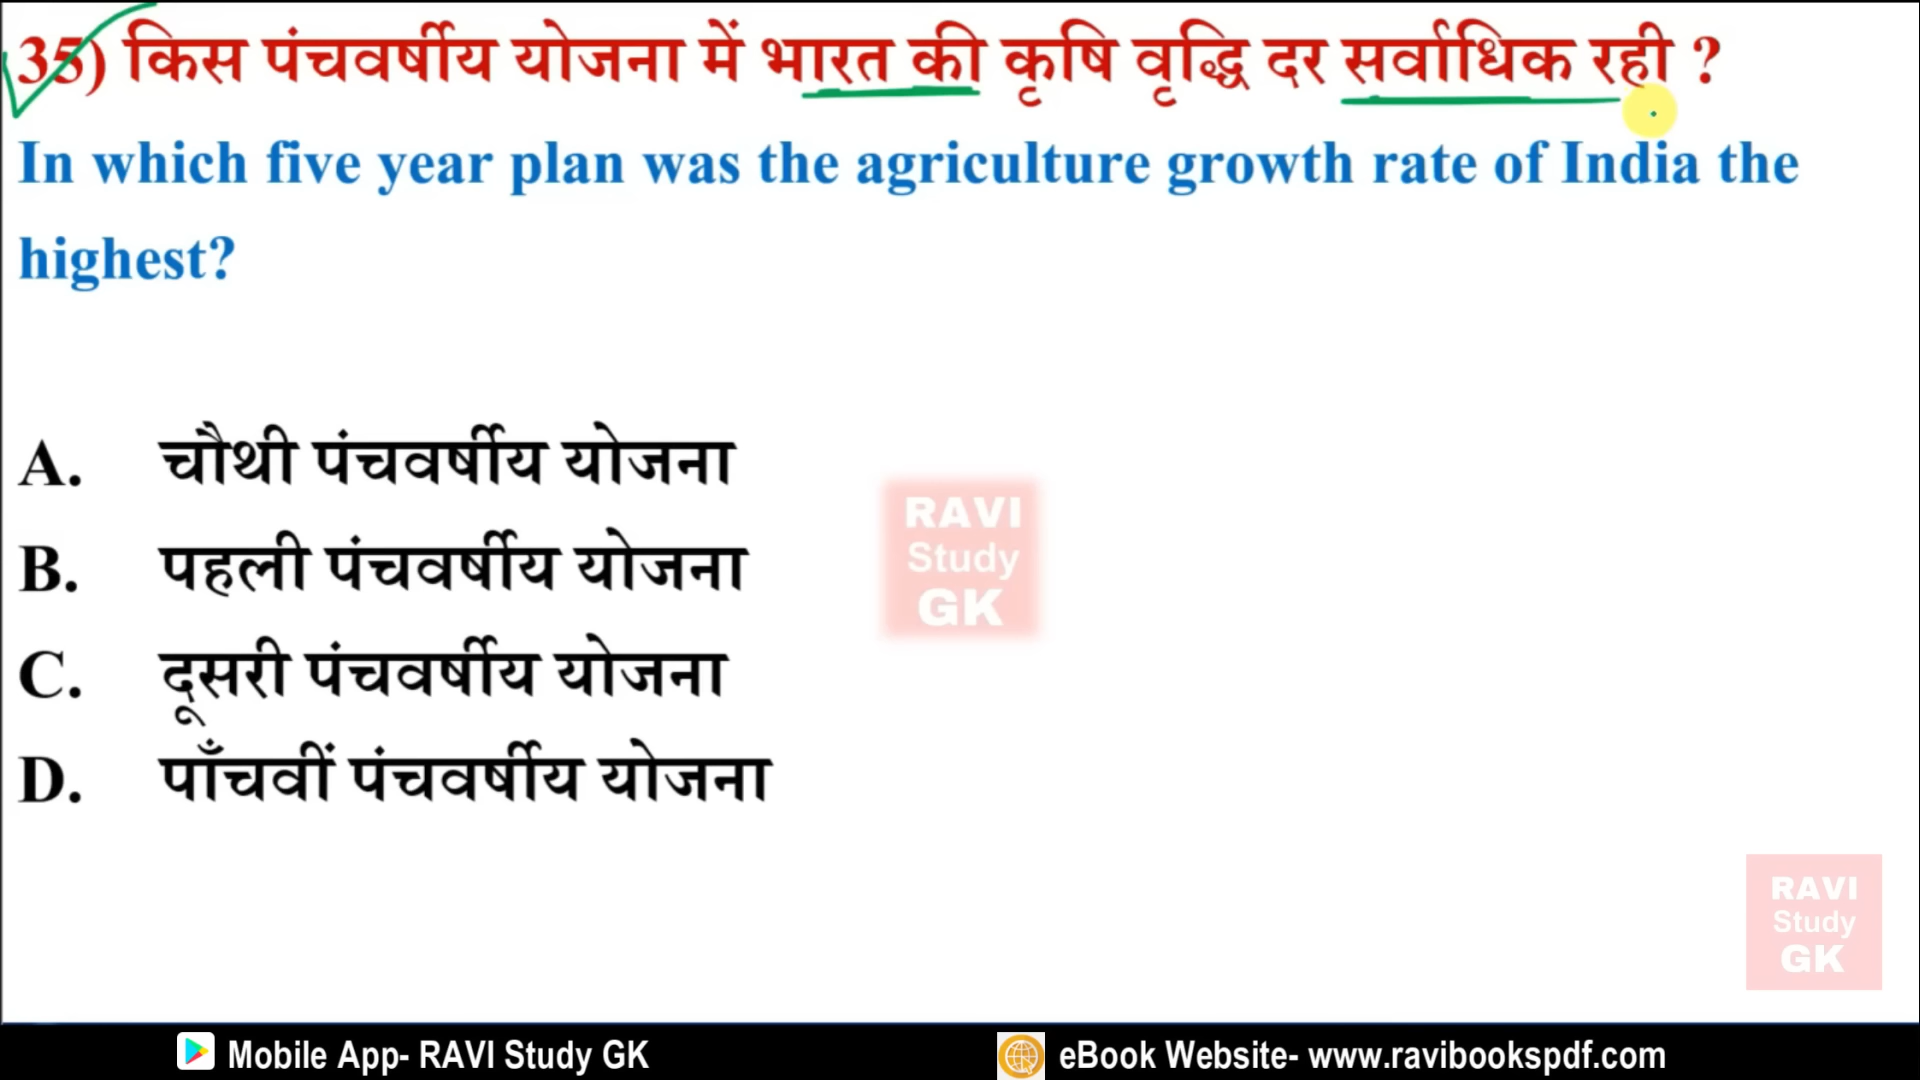 35) किस पंचवर्षीय योजना में भारत की कृषि वृद्धि दर सर्वाधिक रही ?
In which five year plan was the agriculture growth rate of India the
highest?
A. चौथी पंचवर्षीय योजना
B. पहली पंचवर्षीय योजना
C. दूसरी पंचवर्षीय योजना
D. पाँचवीं पंचवर्षीय योजना
RAVI
Study
GK
RAVI
Study
GK
Mobile App- RAVI Study GK
eBook Website- www.ravibookspdf.com